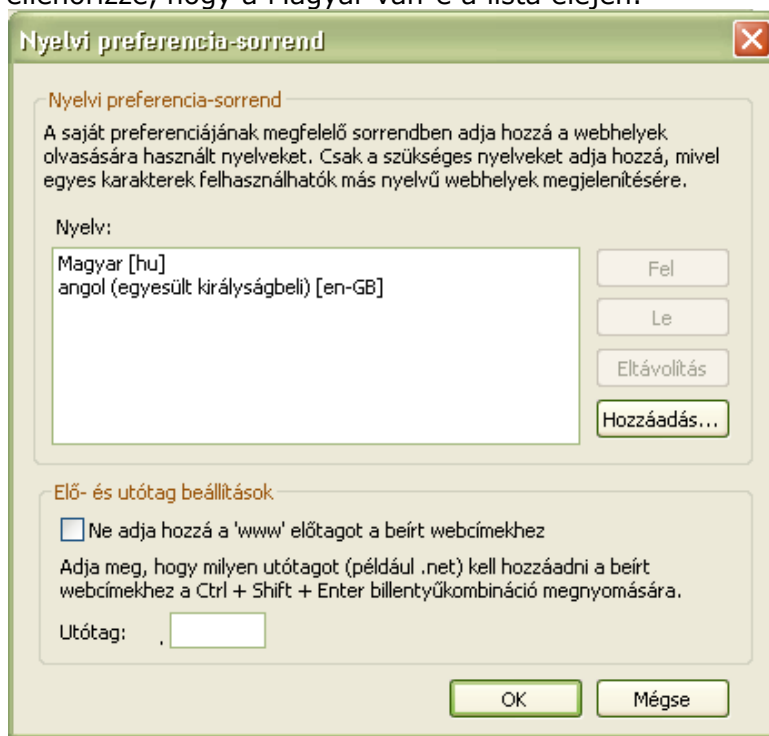 ellenőrizze, hogy a Magyar van-e a lista elején.
Nyelvi preferencia-sorrend
Nyelvi preferencia-sorrend
A saját preferenciájának megfelelő sorrendben adja hozzá a webhelyek
olvasására használt nyelveket. Csak a szükséges nyelveket adja hozzá, mivel
egyes karakterek felhasználhatók más nyelvű webhelyek megjelenítésére.
Nyelv:
Magyar [hu]
angol (egyesült királyságbeli) [en-GB]
Fel
Le
Eltávolítás
Hozzáadás...
Elő- és utótag beállítások
Ne adja hozzá a 'www' előtagot a beírt webcímekhez
Adja meg, hogy milyen utótagot (például .net) kell hozzáadni a beírt
webcímekhez a Ctrl + Shift + Enter billentyűkombináció megnyomására.
Utótag: .
OK
Mégse